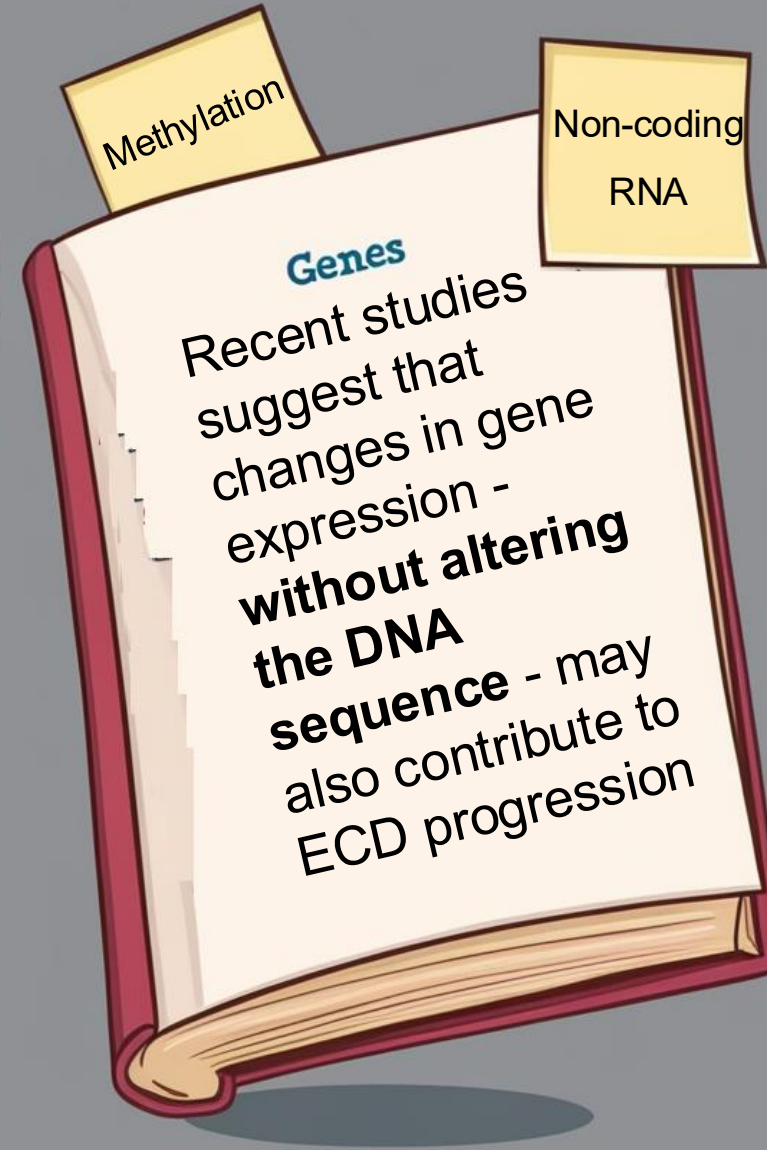 Methylation
Non-coding
RNA
Genes
Recent studies
suggest that
changes in gene
expression -
without altering
the DNA
sequence - may
also contribute to
ECD progression